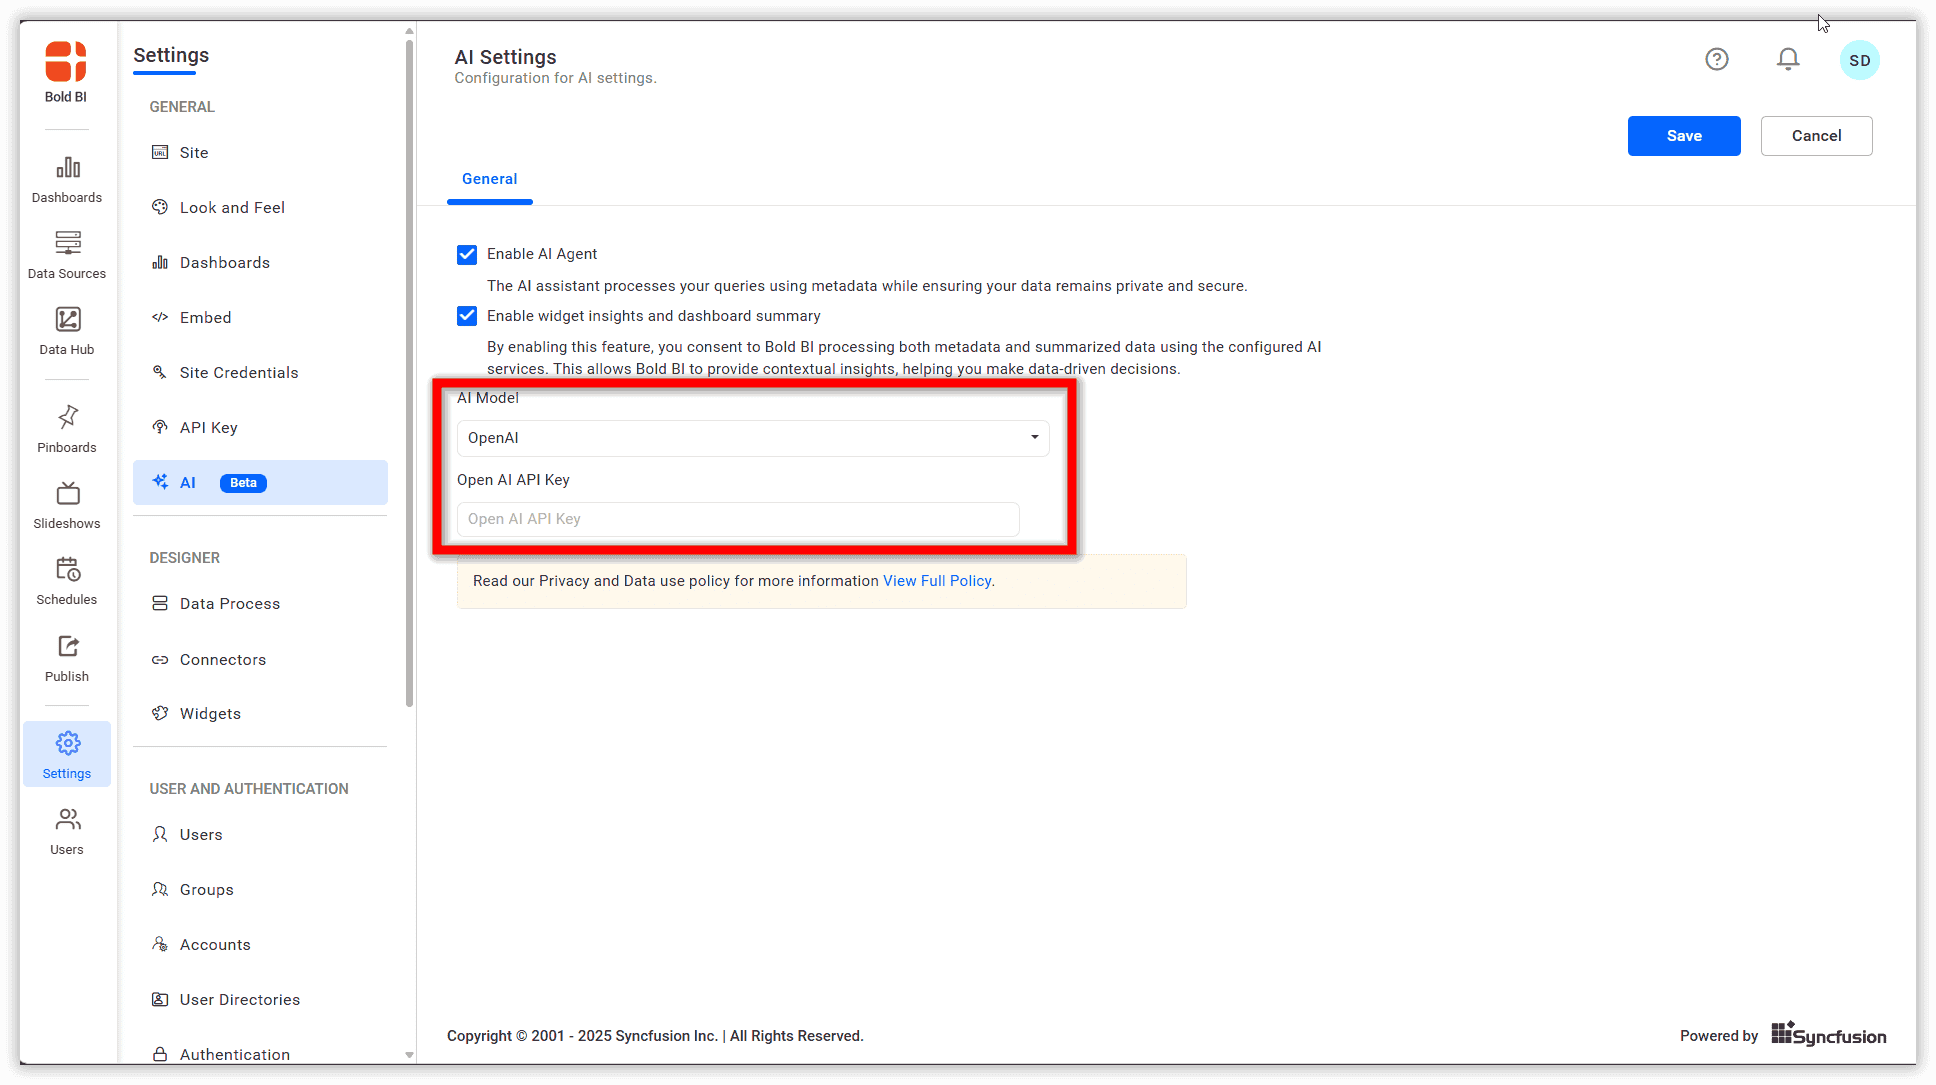 Bold BI
Dashboards
Data Sources
Data Hub
Pinboards
Slideshows
Schedules
Publish
Settings
Users
Settings
GENERAL
URL
Site
Look and Feel
Dashboards
Embed
Site Credentials
API Key
AI Beta
DESIGNER
Data Process
Connectors
Widgets
USER AND AUTHENTICATION
Users
Groups
Accounts
User Directories
Authentication
AI Settings
Configuration for AI settings.
SD
Save
Cancel
General
Enable AI Agent
The AI assistant processes your queries using metadata while ensuring your data remains private and secure.
Enable widget insights and dashboard summary
By enabling this feature, you consent to Bold BI processing both metadata and summarized data using the configured AI
services. This allows Bold BI to provide contextual insights, helping you make data-driven decisions.
AI Model
OpenAI
Open AI API Key
Open AI API Key
Read our Privacy and Data use policy for more information View Full Policy.
Copyright © 2001 - 2025 Syncfusion Inc. | All Rights Reserved.
Powered by Syncfusion